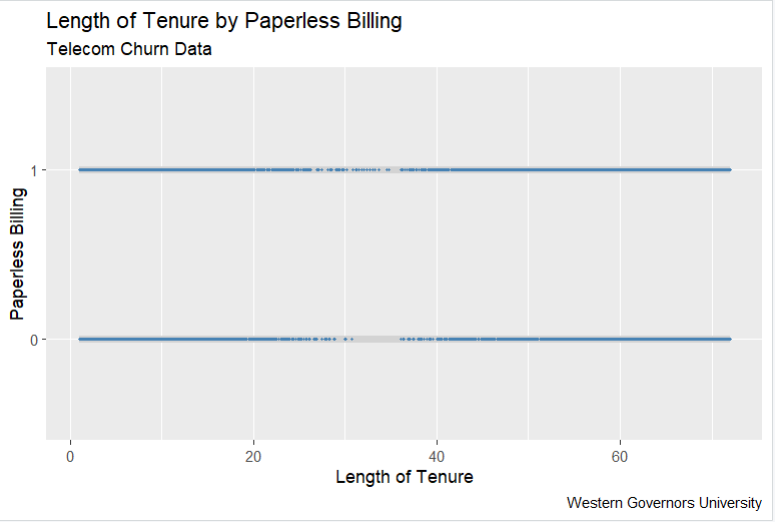 Length of Tenure by Paperless Billing
Telecom Churn Data
Paperless Billing
1
0
0 20 40 60
Length of Tenure
Western Governors University